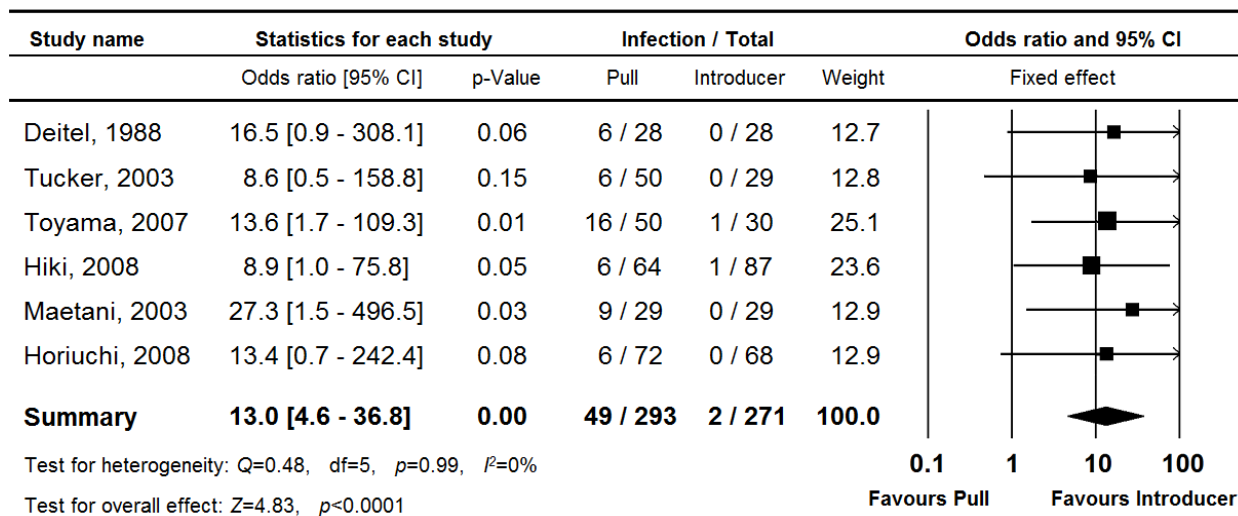 Study name Statistics for each study Infection / Total Odds ratio and 95% CI
Odds ratio [95% CI] p-Value Pull Introducer Weight Fixed effect
Deitel, 1988 16.5 [0.9 - 308.1] 0.06 6 / 28 0 / 28 12.7
Tucker, 2003 8.6 [0.5 - 158.8] 0.15 6 / 50 0 / 29 12.8
Toyama, 2007 13.6 [1.7 - 109.3] 0.01 16 / 50 1 / 30 25.1
Hiki, 2008 8.9 [1.0 - 75.8] 0.05 6 / 64 1 / 87 23.6
Maetani, 2003 27.3 [1.5 - 496.5] 0.03 9 / 29 0 / 29 12.9
Horiuchi, 2008 13.4 [0.7 - 242.4] 0.08 6 / 72 0 / 68 12.9
Summary 13.0 [4.6 - 36.8] 0.00 49 / 293 2 / 271 100.0
Test for heterogeneity: Q=0.48, df=5, p=0.99, I²=0%
0.1 1 10 100
Test for overall effect: Z=4.83, p<0.0001
Favours Pull Favours Introducer